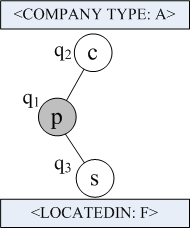 <COMPANY TYPE: A>
q2 c
q1 p
q3 s
<LOCATEDIN: F>